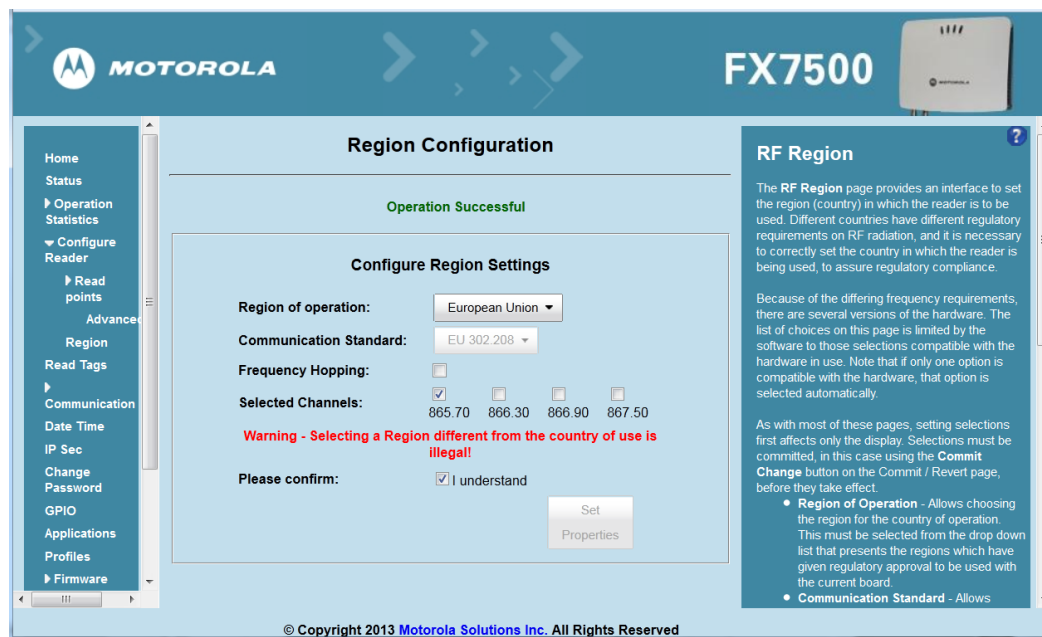 MOTOROLA
FX7500
MOTOROLA
Home
Status
Operation
Statistics
Configure
Reader
Read
points
Advanced
Region
Read Tags
Communication
Date Time
IP Sec
Change
Password
GPIO
Applications
Profiles
Firmware
Region Configuration
Operation Successful
Configure Region Settings
Region of operation: European Union
Communication Standard: EU 302.208
Frequency Hopping:
Selected Channels:
865.70 866.30 866.90 867.50
Warning - Selecting a Region different from the country of use is
illegal!
Please confirm: I understand
Set
Properties
?
RF Region
The RF Region page provides an interface to set
the region (country) in which the reader is to be
used. Different countries have different regulatory
requirements on RF radiation, and it is necessary
to correctly set the country in which the reader is
being used, to assure regulatory compliance.
Because of the differing frequency requirements,
there are several versions of the hardware. The
list of choices on this page is limited by the
software to those selections compatible with the
hardware in use. Note that if only one option is
compatible with the hardware, that option is
selected automatically.
As with most of these pages, setting selections
first affects only the display. Selections must be
committed, in this case using the Commit
Change button on the Commit / Revert page,
before they take effect.
Region of Operation - Allows choosing
the region for the country of operation.
This must be selected from the drop down
list that presents the regions which have
given regulatory approval to be used with
the current board.
Communication Standard - Allows
© Copyright 2013 Motorola Solutions Inc. All Rights Reserved